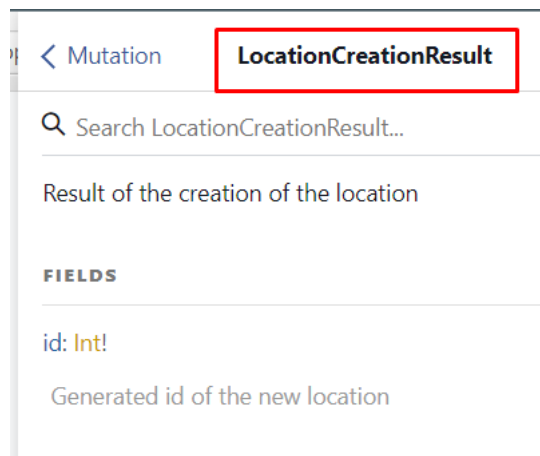 Mutation LocationCreationResult
Search LocationCreationResult...
Result of the creation of the location
FIELDS
id: Int!
Generated id of the new location